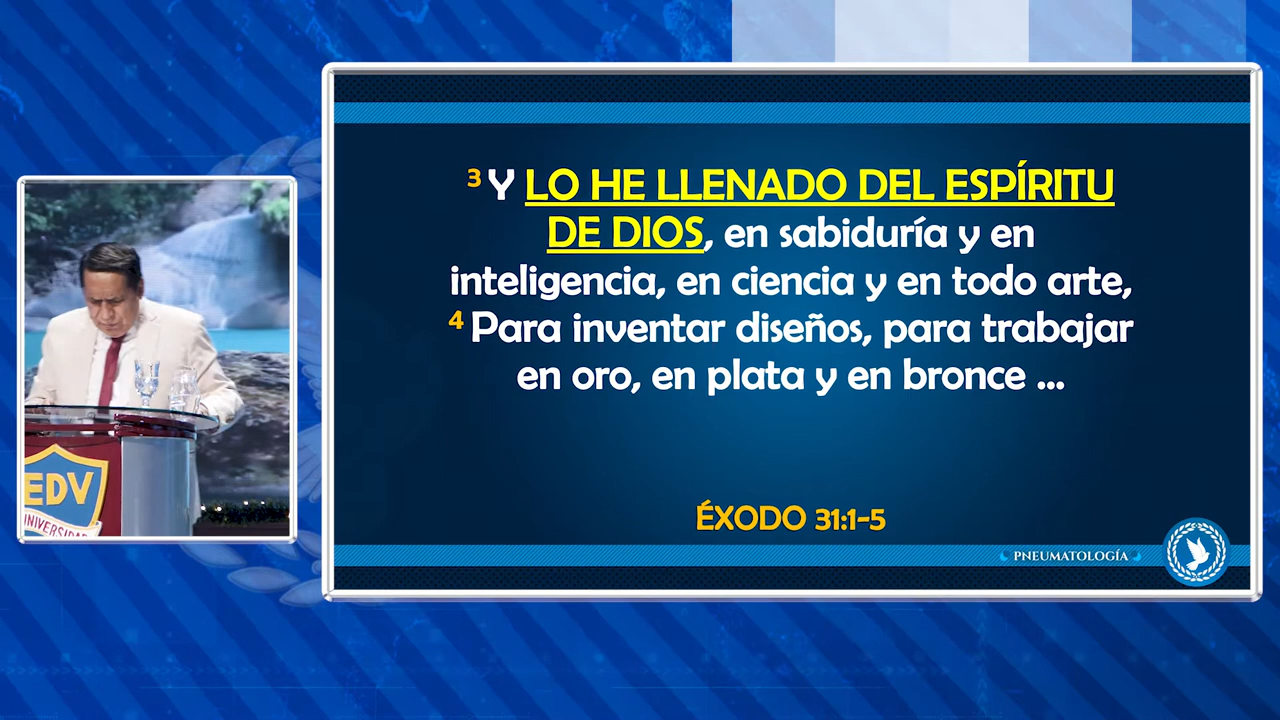 3 Y LO HE LLENADO DEL ESPÍRITU
DE DIOS, en sabiduría y en
inteligencia, en ciencia y en todo arte,
4 Para inventar diseños, para trabajar
en oro, en plata y en bronce ...
ÉXODO 31:1-5
PNEUMATOLOGÍA
EDV